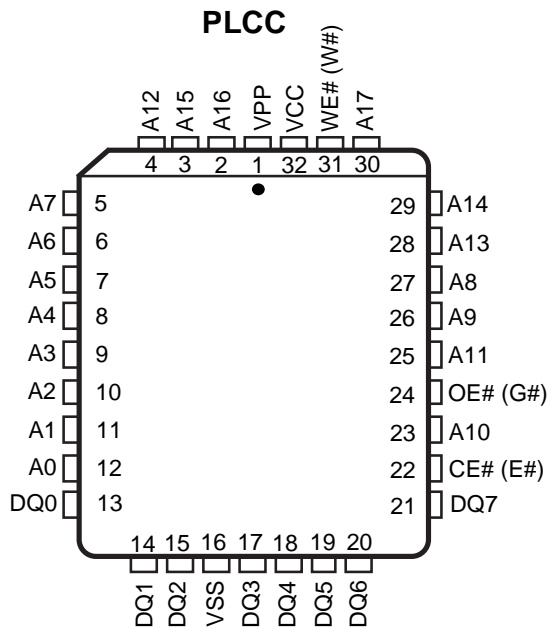 PLCC
A12 A15 A16 VPP VCC WE# (W#) A17
4 3 2 1 32 31 30
A7 5 29 A14
A6 6 28 A13
A5 7 27 A8
A4 8 26 A9
A3 9 25 A11
A2 10 24 OE# (G#)
A1 11 23 A10
A0 12 22 CE# (E#)
DQ0 13 21 DQ7
14 15 16 17 18 19 20
DQ1 DQ2 VSS DQ3 DQ4 DQ5 DQ6